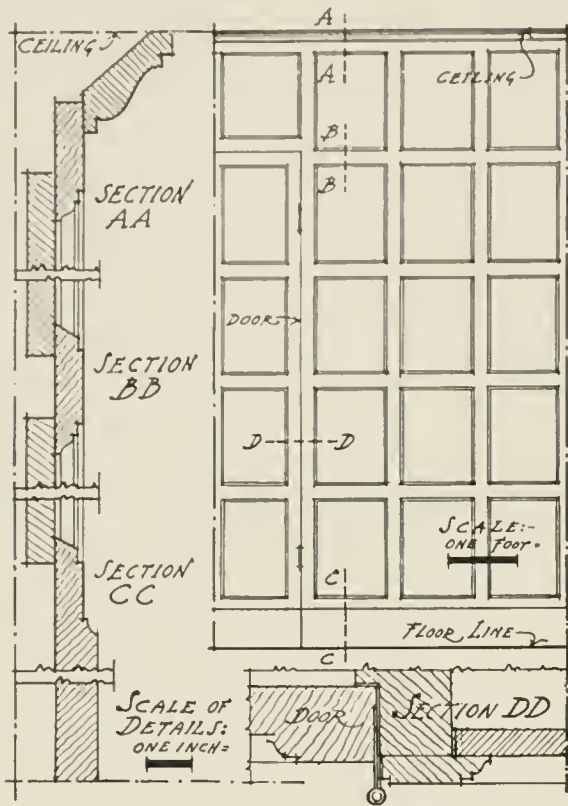 CEILING
A
A
CEILING
B
B
SECTION
AA
DOOR
SECTION
BB
D
D
SCALE:-
ONE FOOT=
SECTION
CC
C
FLOOR LINE
C
SCALE OF
DETAILS:
ONE INCH=
DOOR
SECTION DD